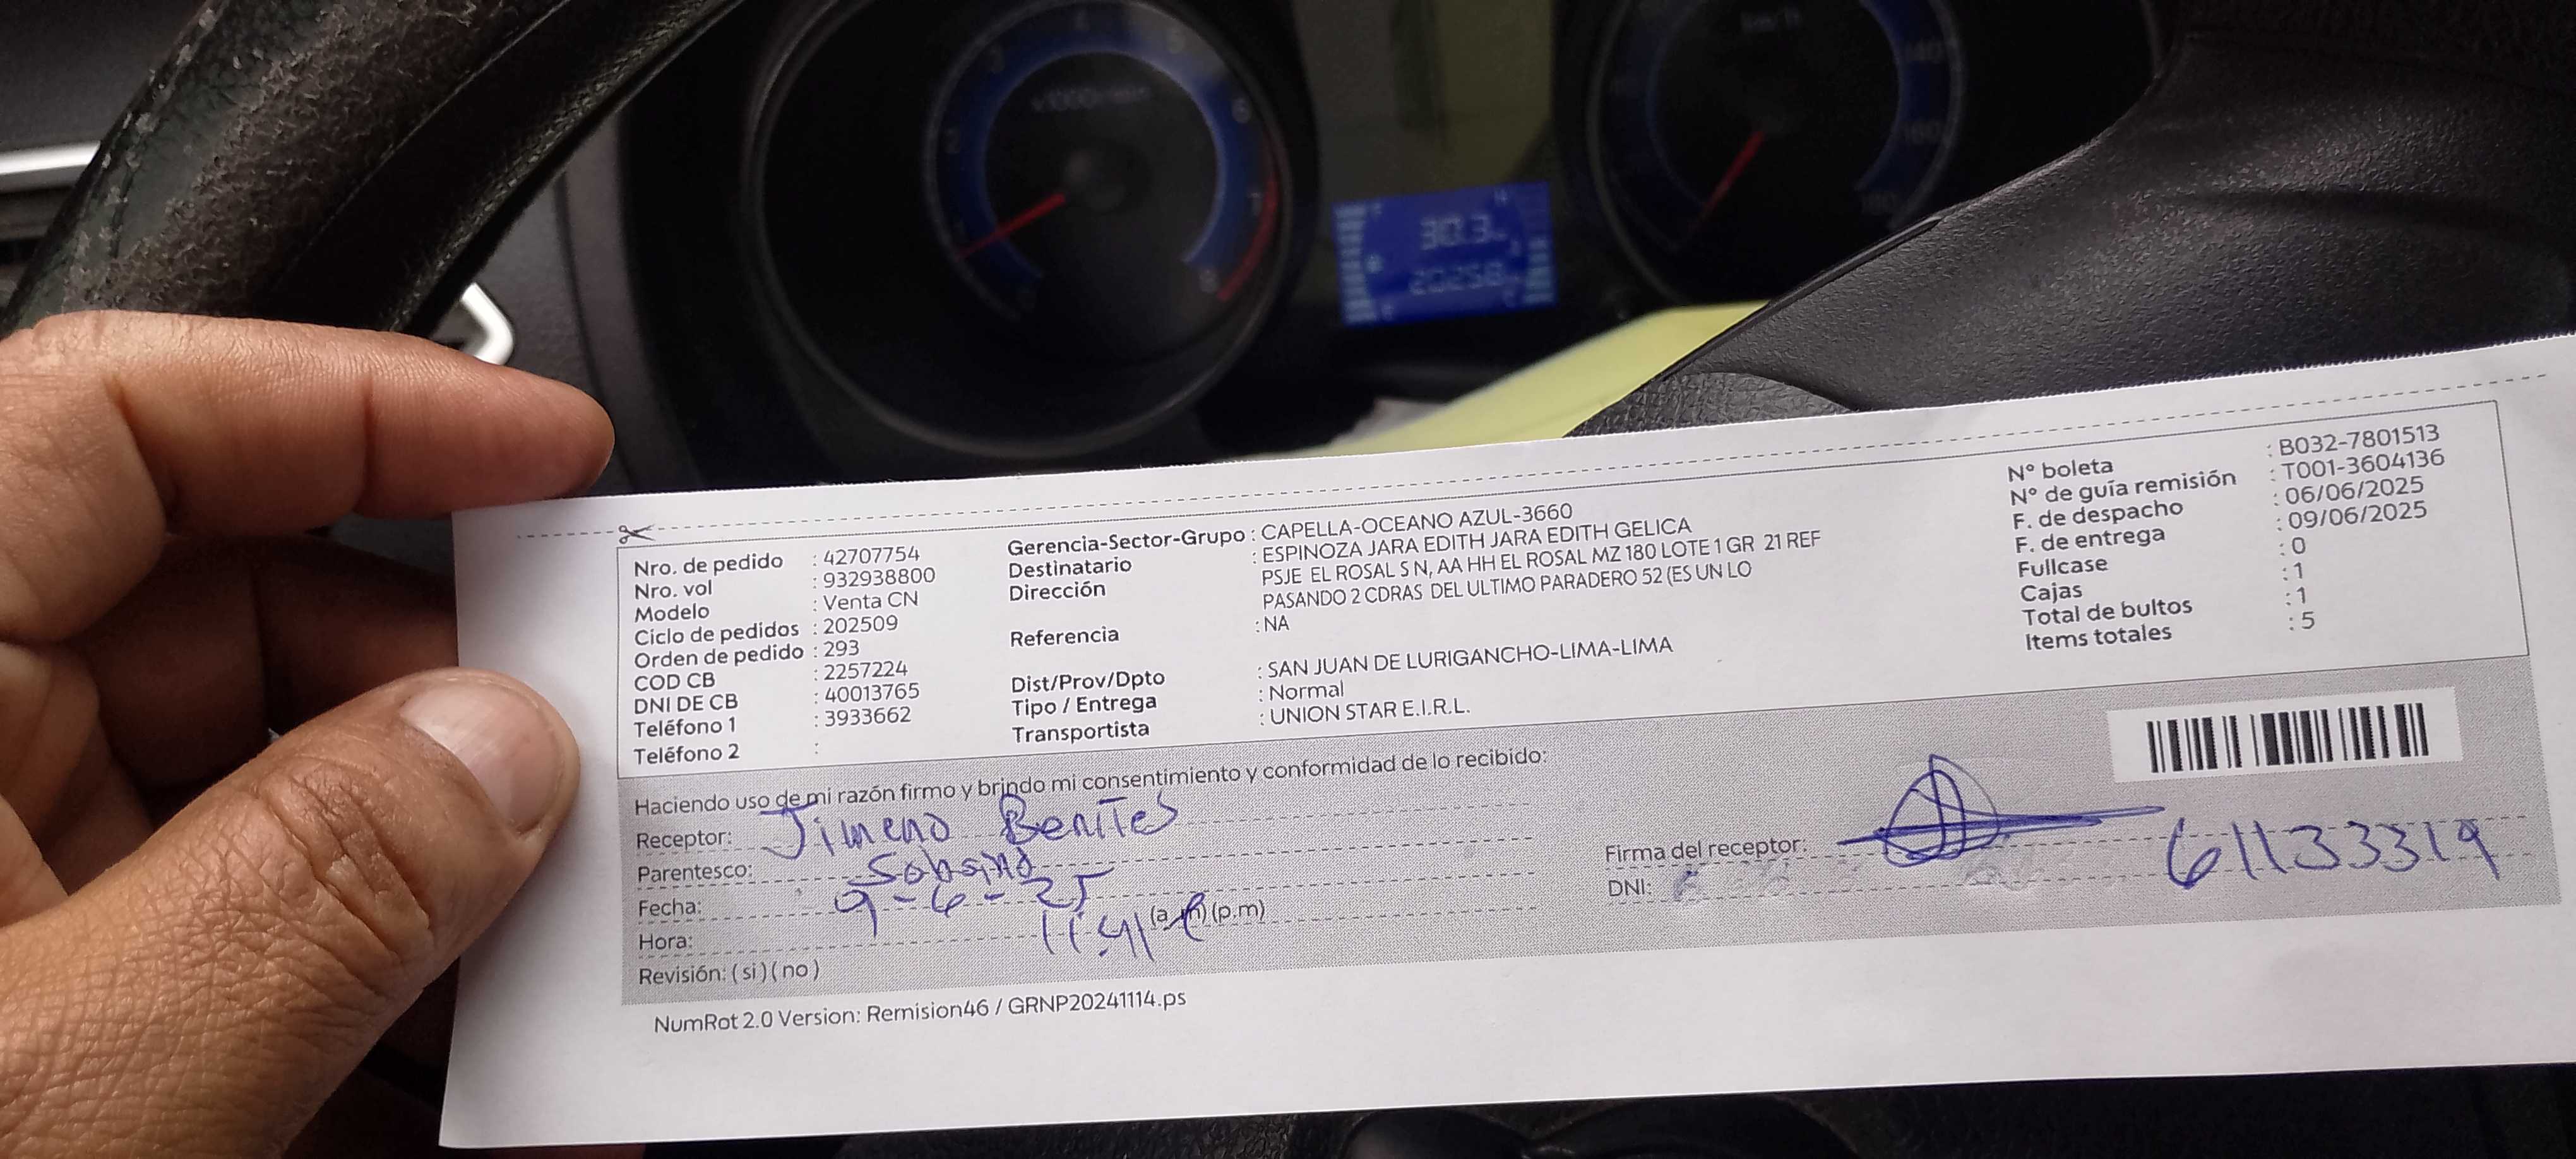 Nro. de pedido : 42707754
Nro. vol : 932938800
Modelo : Venta CN
Ciclo de pedidos : 202509
Orden de pedido : 293
COD CB : 2257224
DNI DE CB : 40013765
Teléfono 1 : 3933662
Teléfono 2 :
Gerencia-Sector-Grupo : CAPELLA-OCEANO AZUL-3660
Destinatario : ESPINOZA JARA EDITH JARA EDITH GELICA
Dirección PSJE EL ROSAL S N, AA HH EL ROSAL MZ 180 LOTE 1 GR 21 REF
PASANDO 2 CDRAS DEL ULTIMO PARADERO 52 (ES UN LO
Referencia : NA
Dist/Prov/Dpto : SAN JUAN DE LURIGANCHO-LIMA-LIMA
Tipo / Entrega : Normal
Transportista : UNION STAR E.I.R.L.
N° boleta : B032-7801513
N° de guía remisión : T001-3604136
F. de despacho : 06/06/2025
F. de entrega : 09/06/2025
Fullcase : 0
Cajas : 1
Total de bultos : 1
Items totales : 5
Haciendo uso de mi razón firmo y brindo mi consentimiento y conformidad de lo recibido:
Receptor: Jimeno Benites
Parentesco:
Fecha: 9-6-25
Hora: 11:41 (a.m) (p.m)
Revisión: (si) (no)
Firma del receptor:
DNI: 61133319
NumRot 2.0 Version: Remision46 / GRNP20241114.ps
30.3